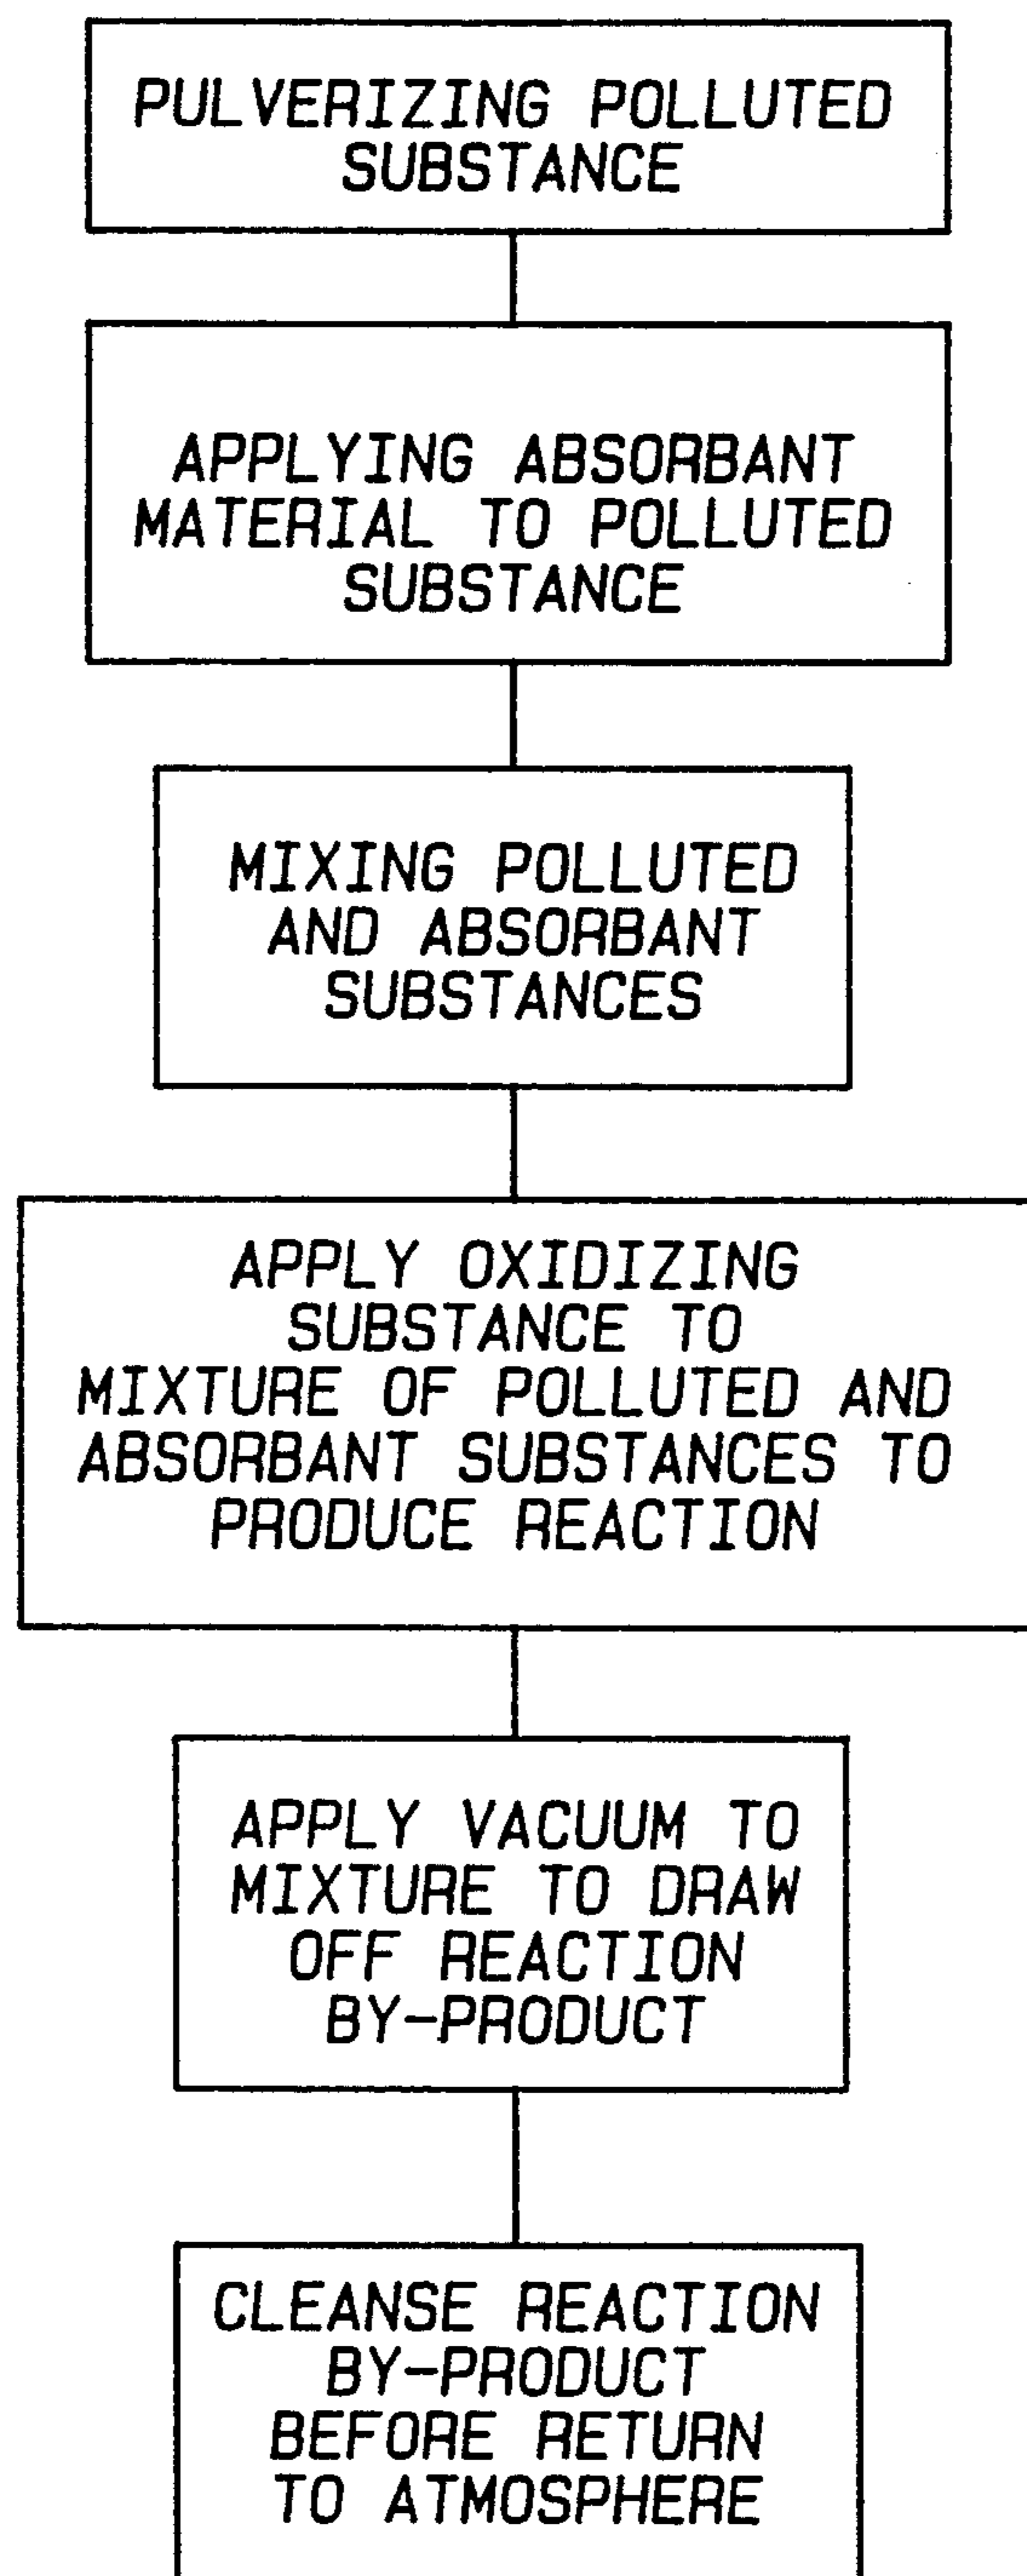 PULVERIZING POLLUTED
SUBSTANCE
APPLYING ABSORBANT
MATERIAL TO POLLUTED
SUBSTANCE
MIXING POLLUTED
AND ABSORBANT
SUBSTANCES
APPLY OXIDIZING
SUBSTANCE TO
MIXTURE OF POLLUTED AND
ABSORBANT SUBSTANCES TO
PRODUCE REACTION
APPLY VACUUM TO
MIXTURE TO DRAW
OFF REACTION
BY-PRODUCT
CLEANSE REACTION
BY-PRODUCT
BEFORE RETURN
TO ATMOSPHERE